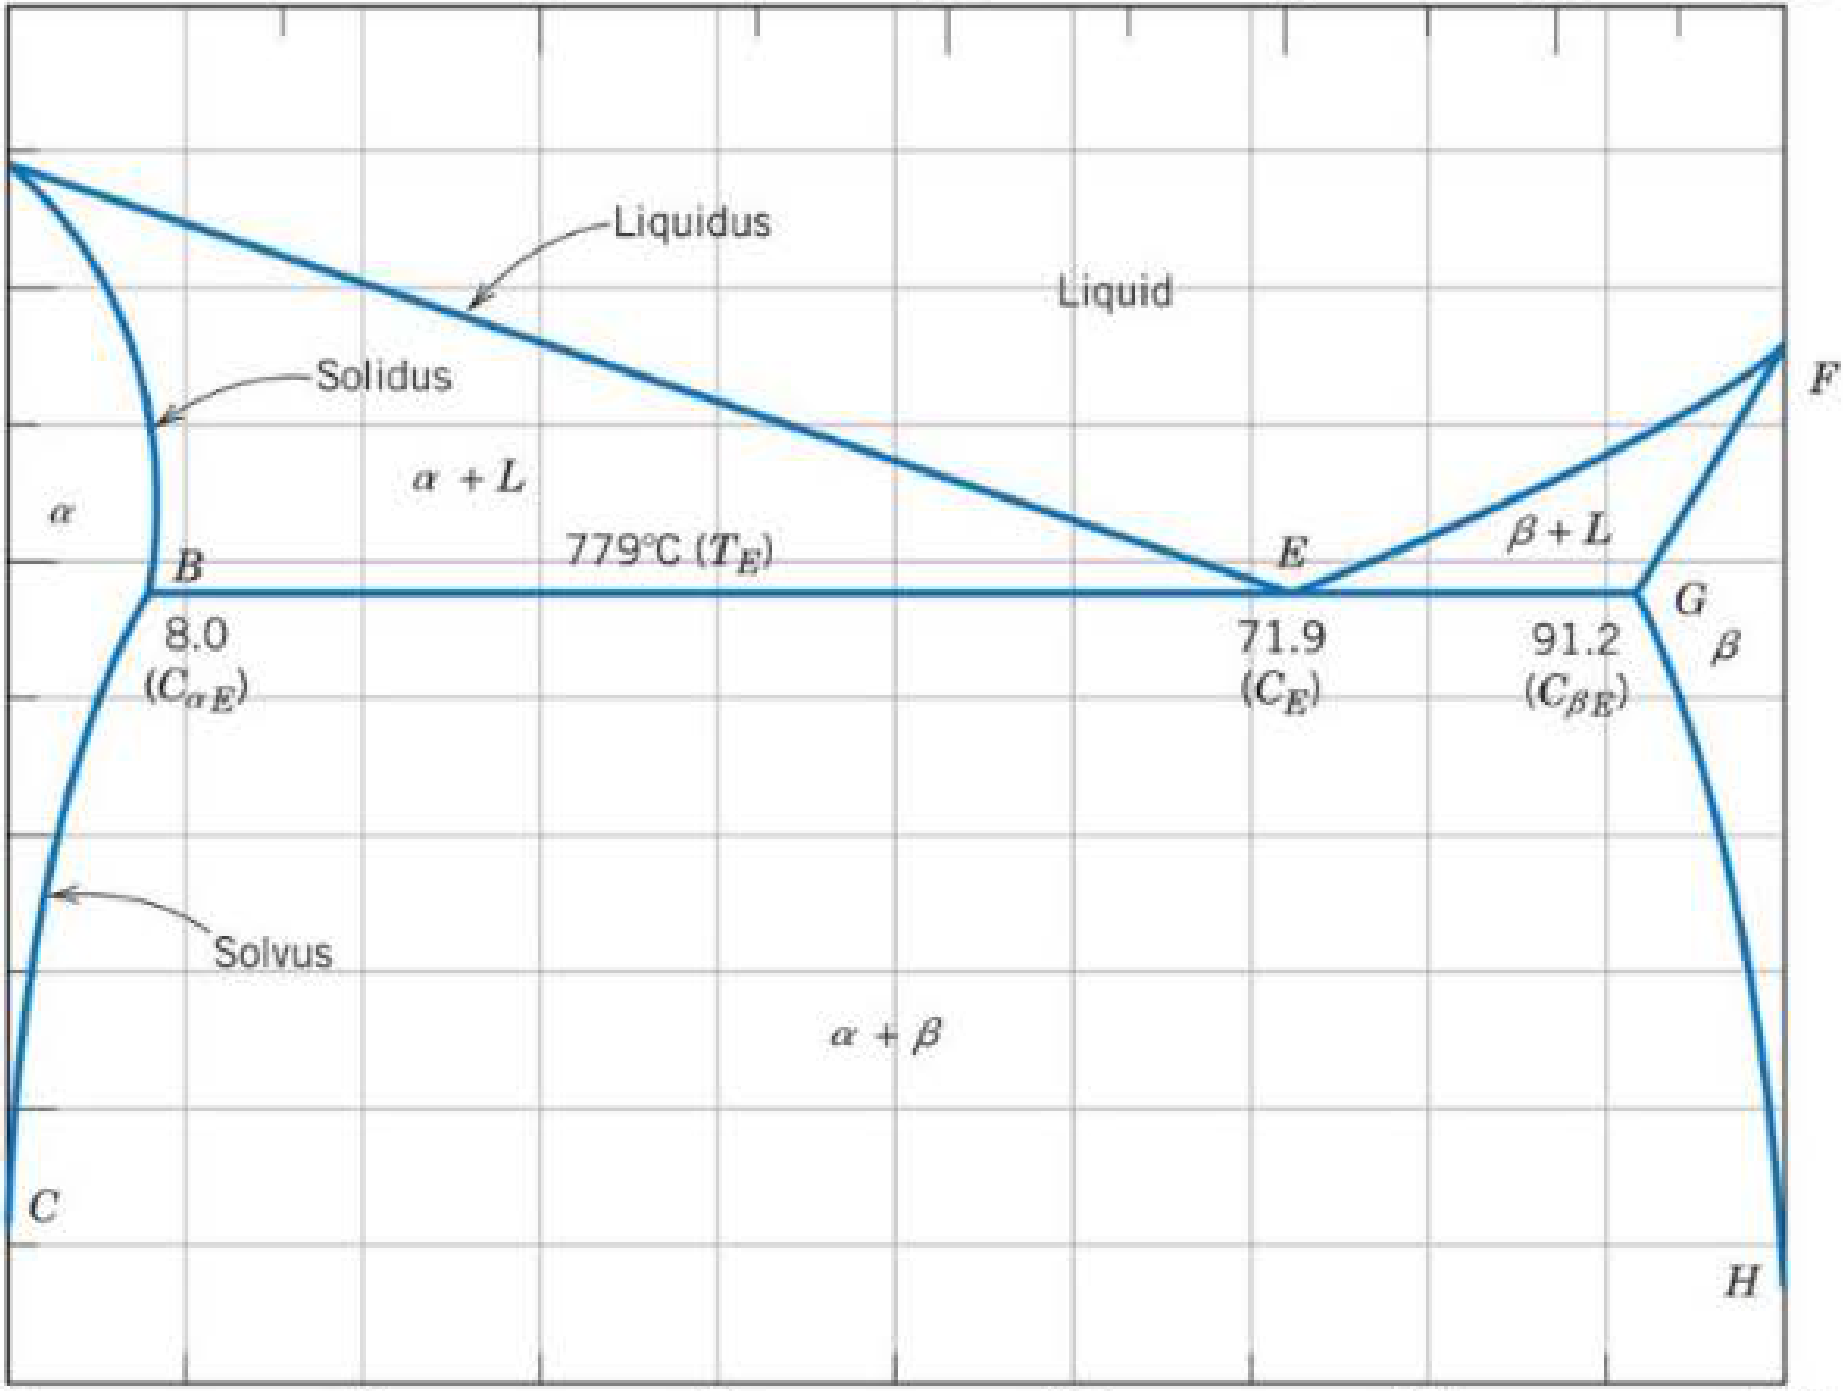 Liquidus
Liquid
Solidus
F
α + L
α
β + L
779°C (T_E)
E
B
G
8.0
(C_αE)
71.9
(C_E)
91.2
(C_βE)
β
Solvus
α + β
C
H